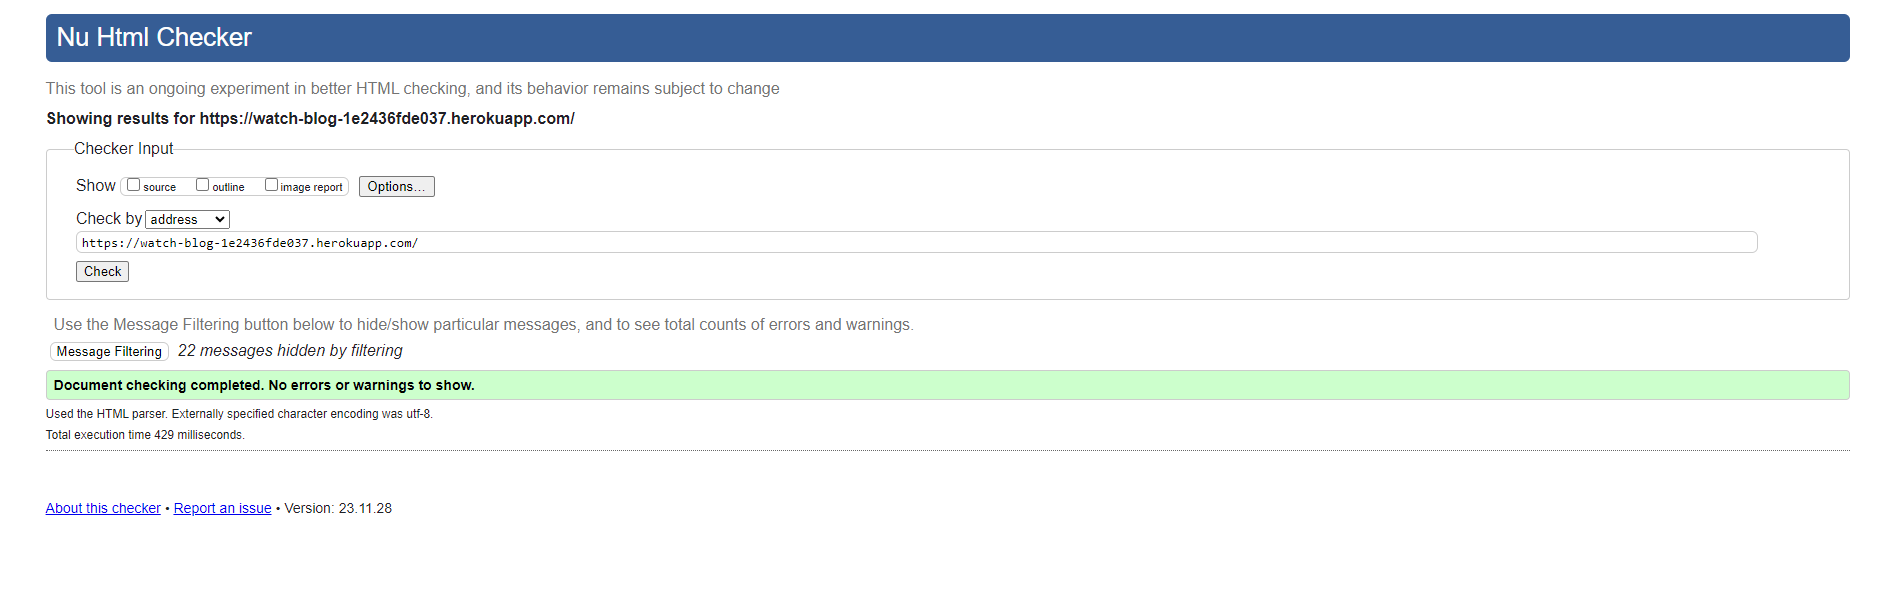 Nu Html Checker
This tool is an ongoing experiment in better HTML checking, and its behavior remains subject to change
Showing results for https://watch-blog-1e2436fde037.herokuapp.com/
Checker Input
Show source outline image report Options...
Check by address
https://watch-blog-1e2436fde037.herokuapp.com/
Check
Use the Message Filtering button below to hide/show particular messages, and to see total counts of errors and warnings.
Message Filtering 22 messages hidden by filtering
Document checking completed. No errors or warnings to show.
Used the HTML parser. Externally specified character encoding was utf-8.
Total execution time 429 milliseconds.
About this checker • Report an issue • Version: 23.11.28